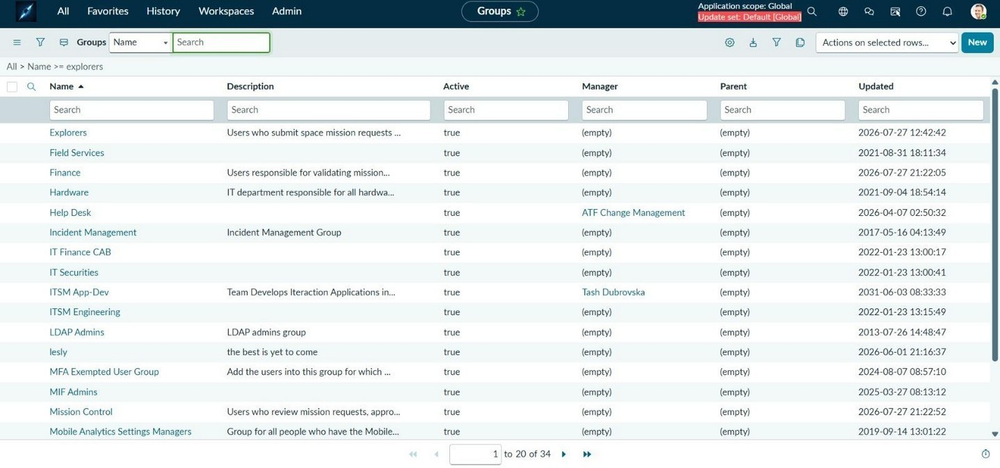 All Favorites History Workspaces Admin Groups Application scope: Global
Update set: Default [Global]
Groups Name Search Actions on selected rows... New
All > Name >= explorers
Name Description Active Manager Parent Updated
Search Search Search Search Search Search
Explorers Users who submit space mission requests ... true (empty) (empty) 2026-07-27 12:42:42
Field Services true (empty) (empty) 2021-08-31 18:11:34
Finance Users responsible for validating mission... true (empty) (empty) 2026-07-27 21:22:05
Hardware IT department responsible for all hardwa... true (empty) (empty) 2021-09-04 18:54:14
Help Desk true ATF Change Management (empty) 2026-04-07 02:50:32
Incident Management Incident Management Group true (empty) (empty) 2017-05-16 04:13:49
IT Finance CAB true (empty) (empty) 2022-01-23 13:00:17
IT Securities true (empty) (empty) 2022-01-23 13:00:41
ITSM App-Dev Team Develops Iteraction Applications in... true Tash Dubrovska (empty) 2031-06-03 08:33:33
ITSM Engineering true (empty) (empty) 2022-01-23 13:15:49
LDAP Admins LDAP admins group true (empty) (empty) 2013-07-26 14:48:47
lesly the best is yet to come true (empty) (empty) 2026-06-01 21:16:37
MFA Exempted User Group Add the users into this group for which ... true (empty) (empty) 2024-08-07 08:57:10
MIF Admins true (empty) (empty) 2025-03-27 08:13:12
Mission Control Users who review mission requests, appro... true (empty) (empty) 2026-07-27 21:22:52
Mobile Analytics Settings Managers Group for all people who have the Mobile... true (empty) (empty) 2019-09-14 13:01:22
1 to 20 of 34